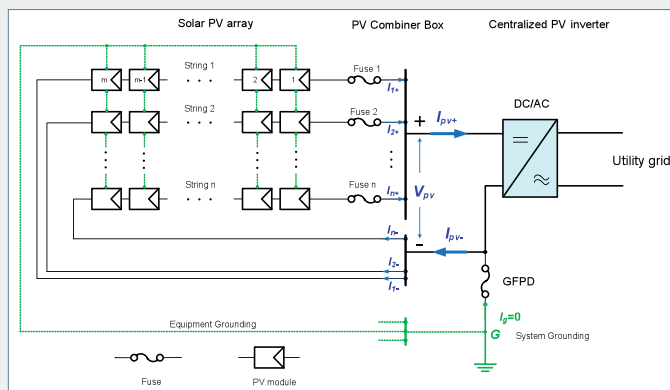 Solar PV array
PV Combiner Box
Centralized PV inverter
m
m-1
String 1
2
1
Fuse 1
I1+
String 2
Fuse 2
I2+
+
Ipv+
DC/AC
Utility grid
String n
Fuse n
In+
Vpv
In-
-
Ipv-
I2-
I1-
GFPD
Ig=0
Equipment Grounding
G
System Grounding
Fuse
PV module